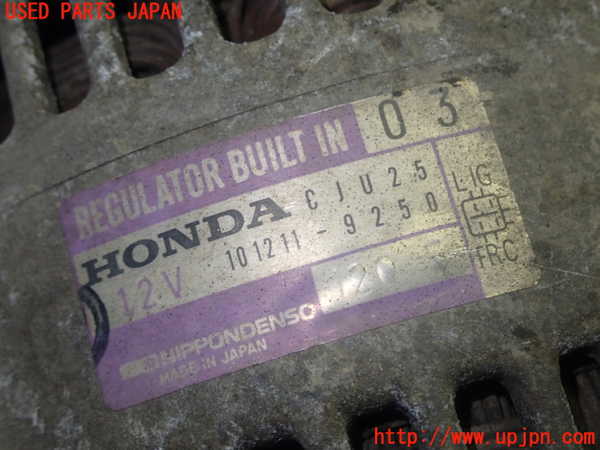 USED PARTS JAPAN
REGULATOR BUILT IN 03
HONDA CJU25
12V 101211-9250
L IG
FRC
NIPPONDENSO
MADE IN JAPAN
http://www.upjpn.com/